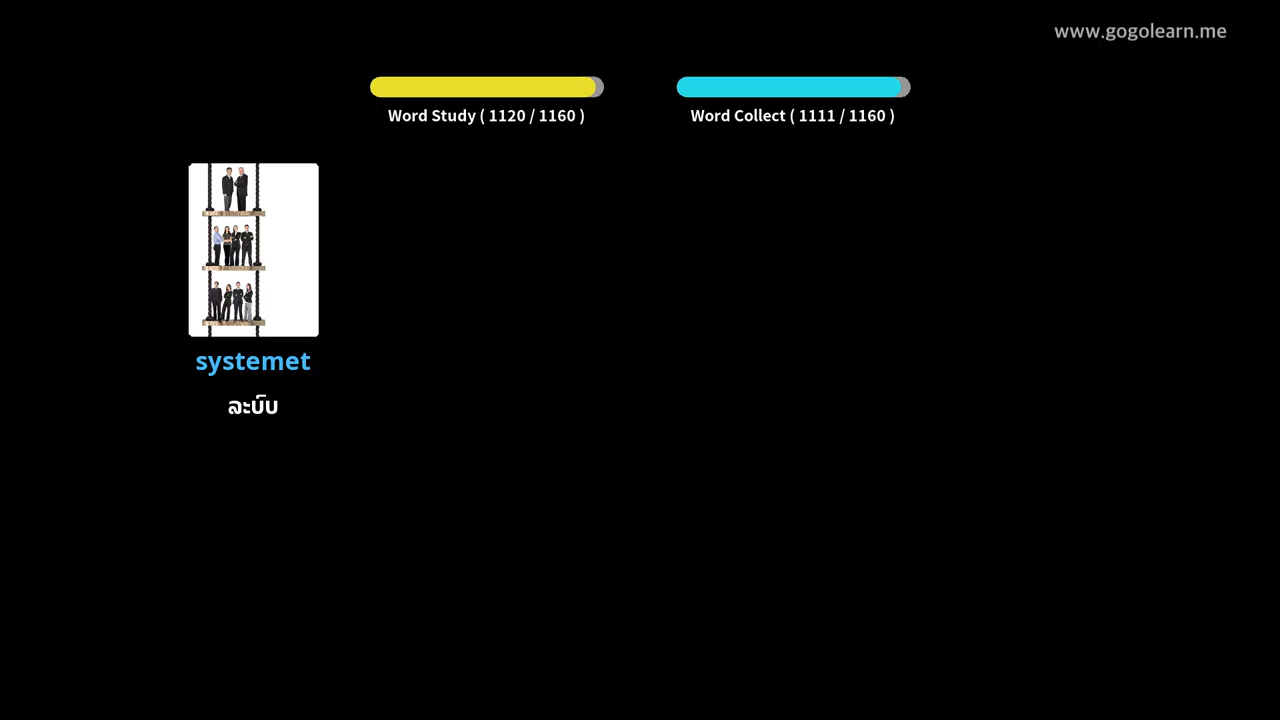 www.gogolearn.me
Word Study ( 1120 / 1160 )
Word Collect ( 1111 / 1160 )
systemet
ລະບົບ